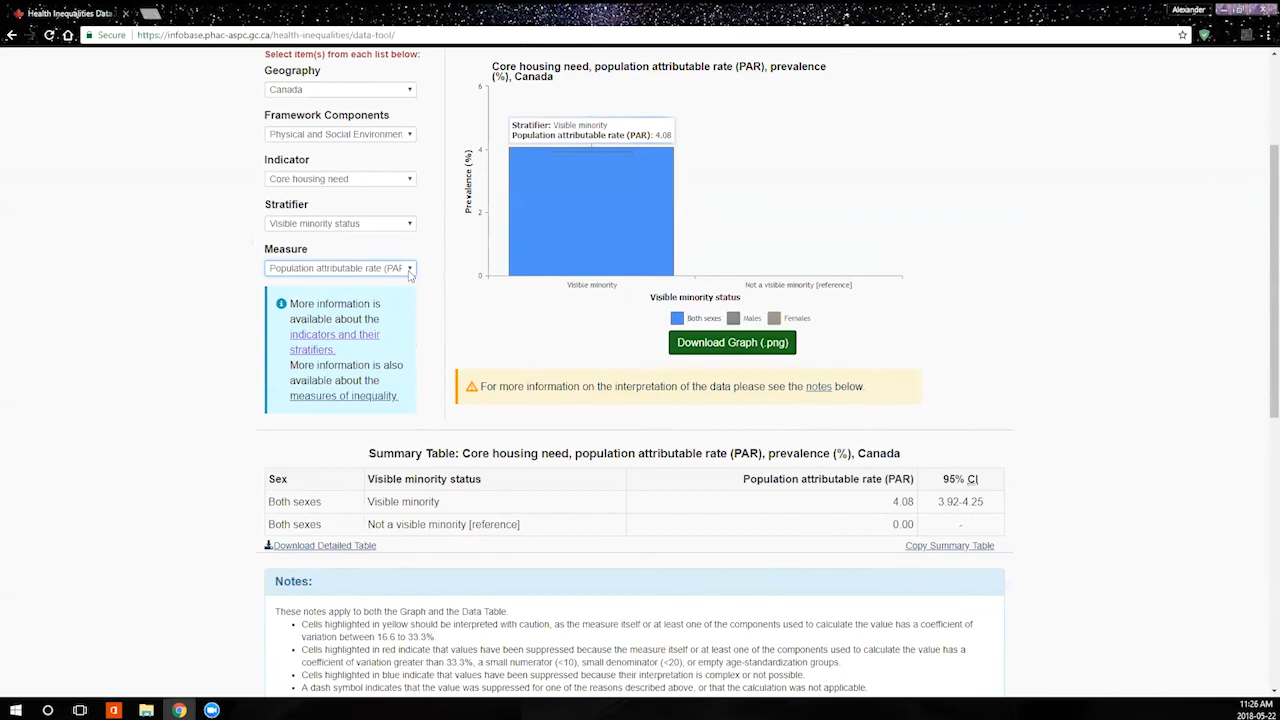 Health Inequalities Data
Alexander
Secure https://infobase.phac-aspc.gc.ca/health-inequalities/data-tool/
Select item(s) from each list below:
Geography
Canada
Framework Components
Physical and Social Environmen
Indicator
Core housing need
Stratifier
Visible minority status
Measure
Population attributable rate (PAR
More information is
available about the
indicators and their
stratifiers.
More information is also
available about the
measures of inequality.
Core housing need, population attributable rate (PAR), prevalence
(%), Canada
6
4
2
0
Prevalence (%)
Stratifier: Visible minority
Population attributable rate (PAR): 4.08
Visible minority
Not a visible minority [reference]
Visible minority status
Both sexes Males Females
Download Graph (.png)
For more information on the interpretation of the data please see the notes below.
Summary Table: Core housing need, population attributable rate (PAR), prevalence (%), Canada
Sex Visible minority status Population attributable rate (PAR) 95% CI
Both sexes Visible minority 4.08 3.92-4.25
Both sexes Not a visible minority [reference] 0.00 -
Download Detailed Table Copy Summary Table
Notes:
These notes apply to both the Graph and the Data Table.
• Cells highlighted in yellow should be interpreted with caution, as the measure itself or at least one of the components used to calculate the value has a coefficient of
variation between 16.6 to 33.3%.
• Cells highlighted in red indicate that values have been suppressed because the measure itself or at least one of the components used to calculate the value has a
coefficient of variation greater than 33.3%, a small numerator (<10), small denominator (<20), or empty age-standardization groups.
• Cells highlighted in blue indicate that values have been suppressed because their interpretation is complex or not possible.
• A dash symbol indicates that the value was suppressed for one of the reasons described above, or that the calculation was not applicable.
11:26 AM
2018-05-22